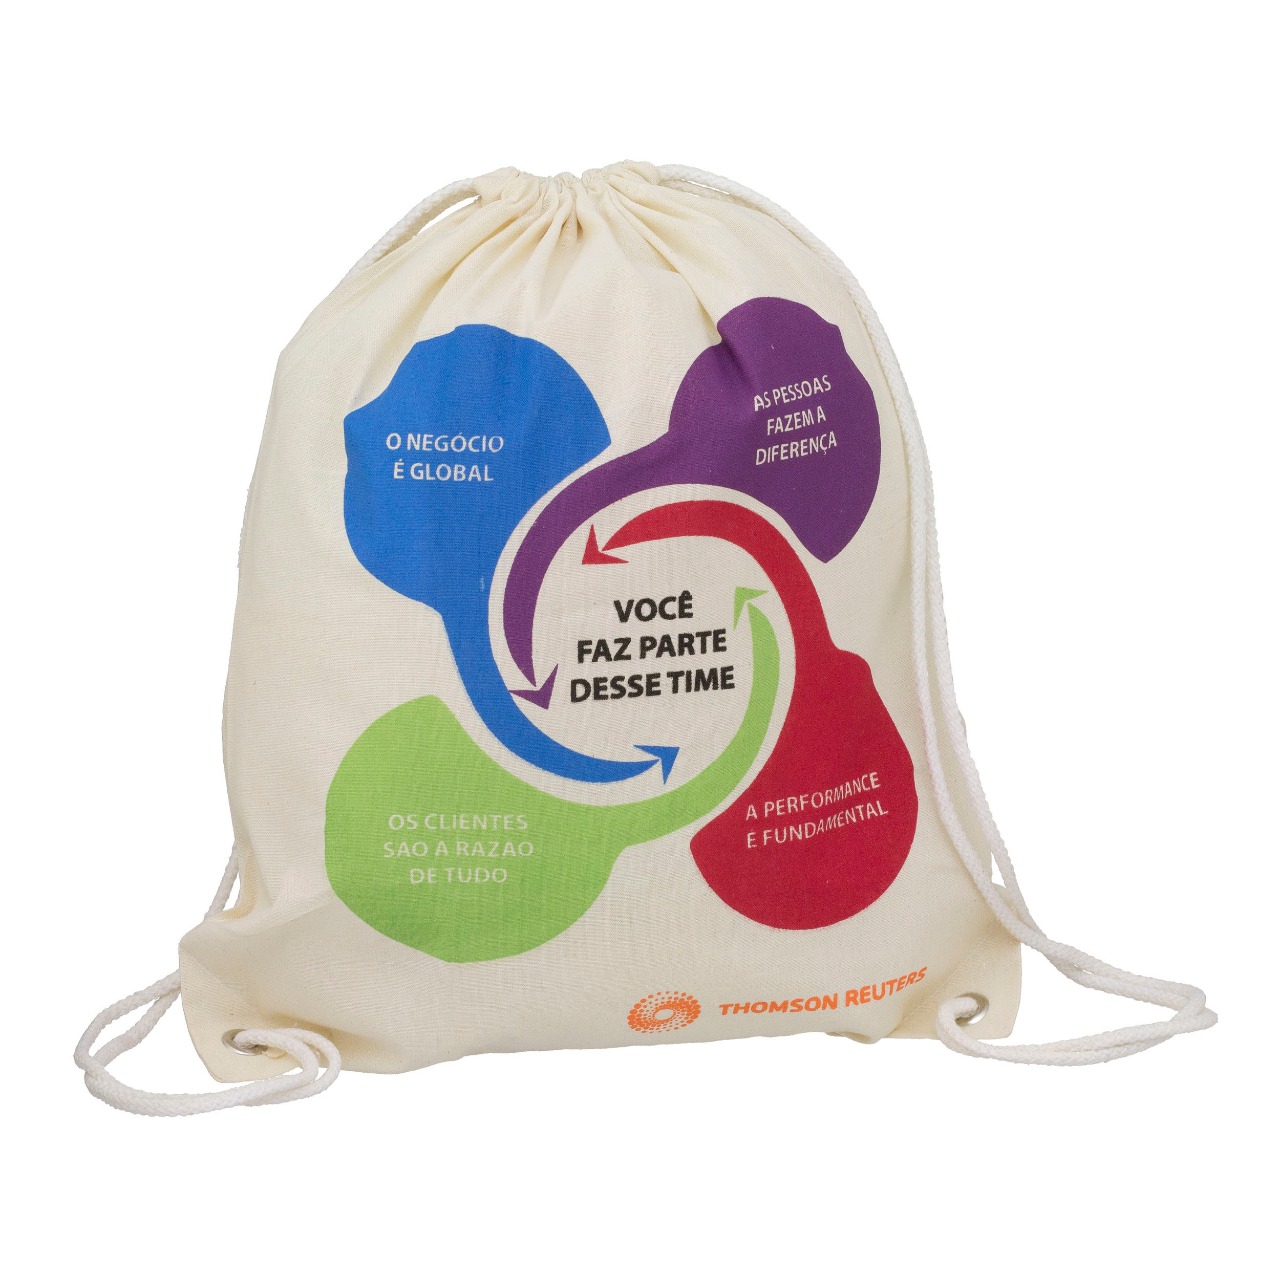 O NEGÓCIO
É GLOBAL
AS PESSOAS
FAZEM A
DIFERENÇA
VOCÊ
FAZ PARTE
DESSE TIME
OS CLIENTES
SAO A RAZAO
DE TUDO
A PERFORMANCE
E FUNDAMENTAL
THOMSON REUTERS